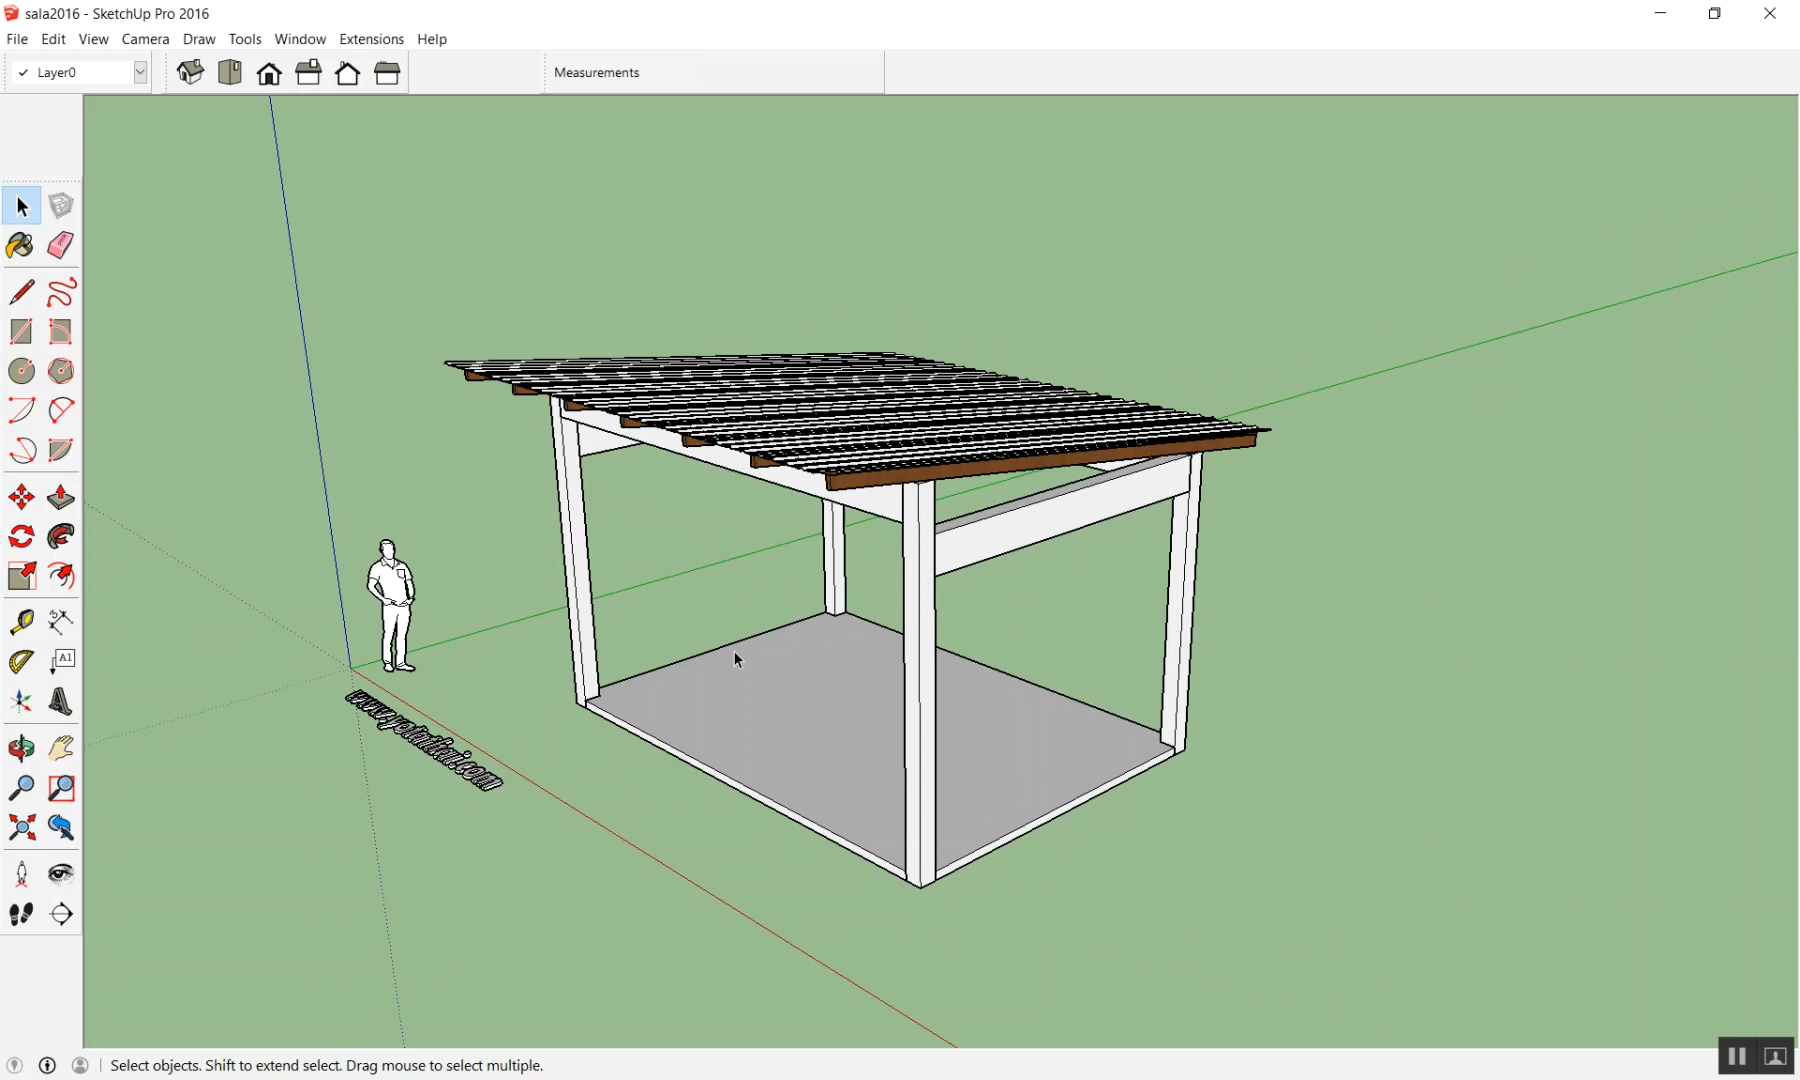 sala2016 - SketchUp Pro 2016
File Edit View Camera Draw Tools Window Extensions Help
Layer0
Measurements
A1
Select objects. Shift to extend select. Drag mouse to select multiple.